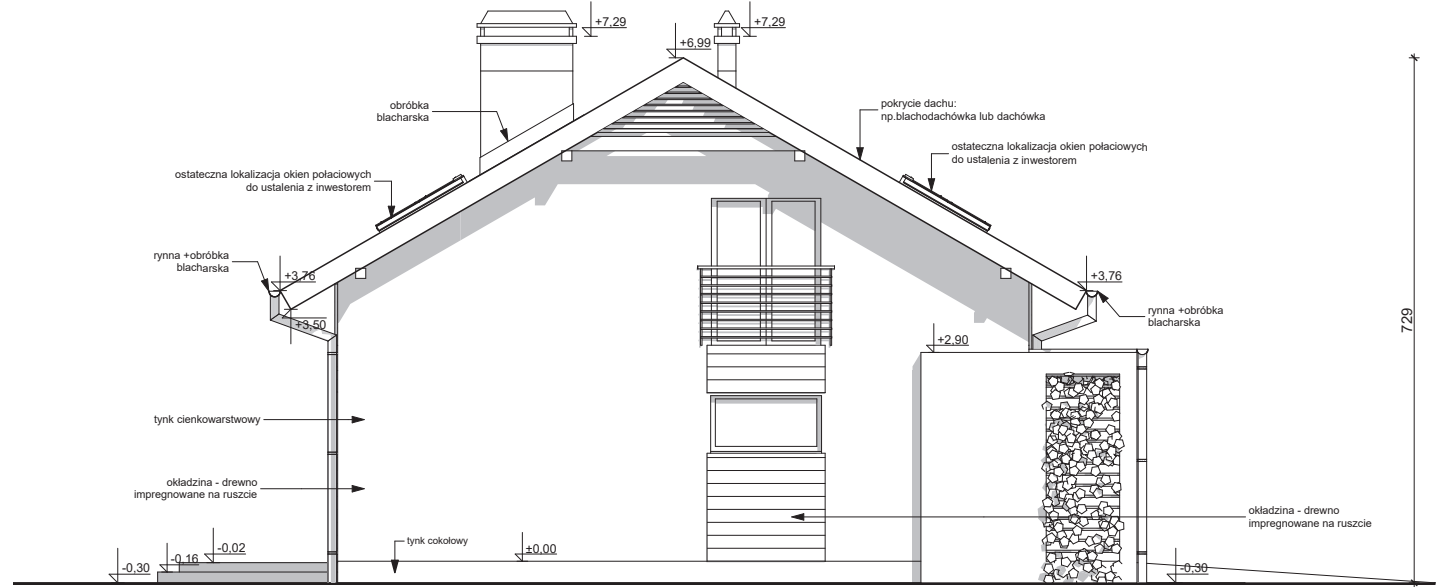 +7,29
+7,29
+6,99
obróbka
blacharska
pokrycie dachu:
np.blachodachówka lub dachówka
ostateczna lokalizacja okien połaciowych
do ustalenia z inwestorem
ostateczna lokalizacja okien połaciowych
do ustalenia z inwestorem
rynna +obróbka
blacharska
+3,76
+3,76
+3,50
rynna +obróbka
blacharska
729
+2,90
tynk cienkowarstwowy
okładzina - drewno
impregnowane na ruszcie
okładzina - drewno
impregnowane na ruszcie
tynk cokołowy
±0,00
-0,02
-0,16
-0,30
-0,30